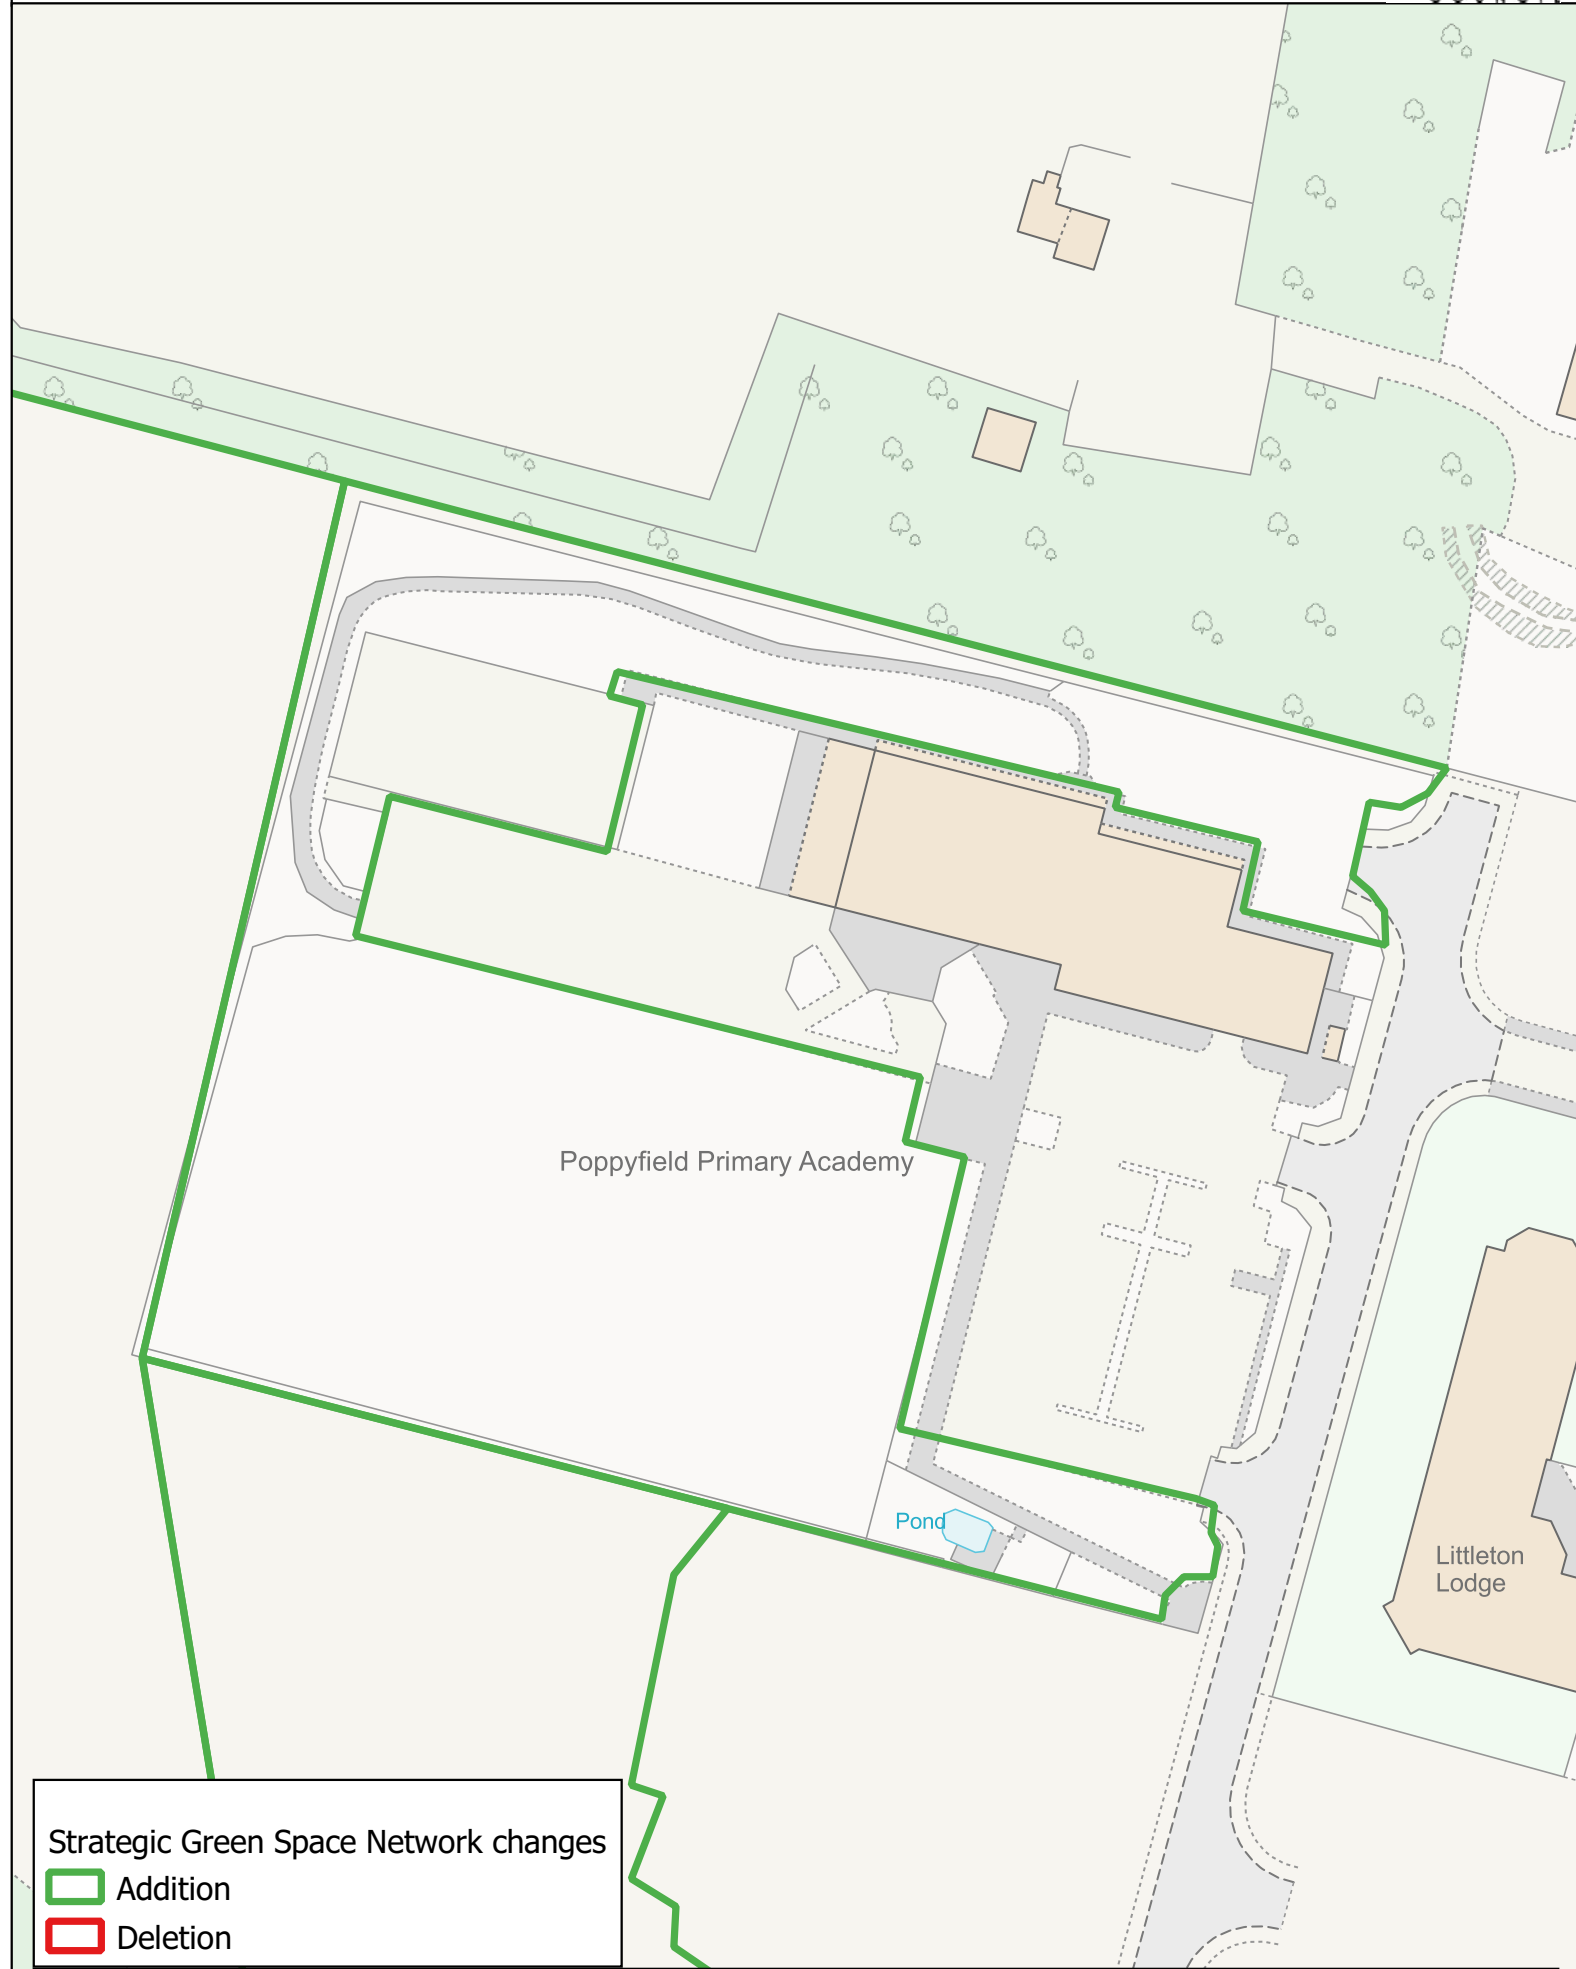 Poppyfield Primary Academy
Pond
Littleton
Lodge
Strategic Green Space Network changes
Addition
Deletion